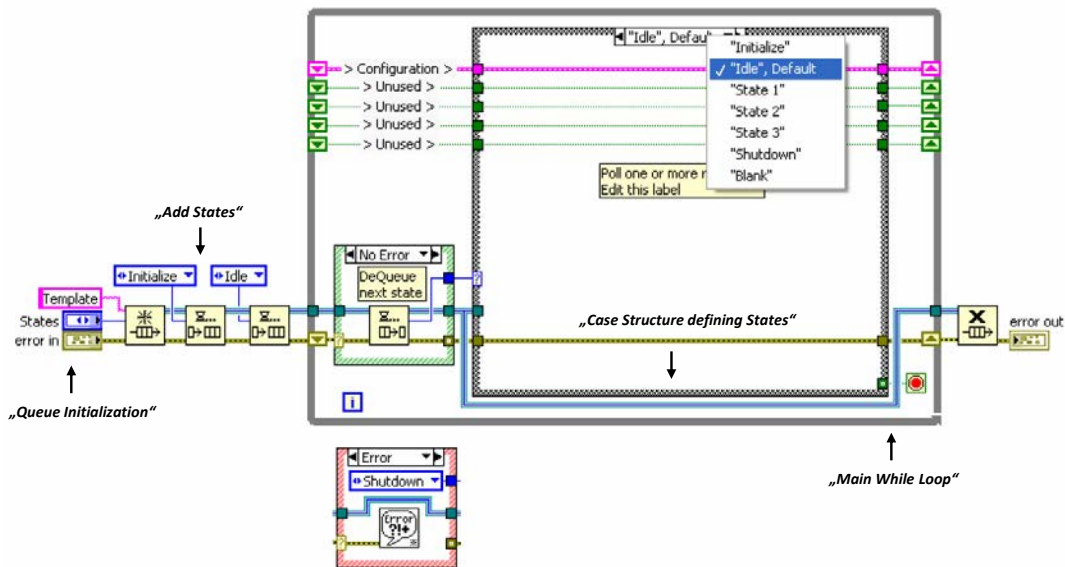 "Idle", Defau
"Initialize"
"Idle", Default
"State 1"
"State 2"
"State 3"
"Shutdown"
"Blank"
> Configuration >
> Unused >
> Unused >
> Unused >
> Unused >
Poll one or more r
Edit this label
„Add States“
No Error
DeQueue
next state
Initialize
Idle
Template
States
error in
„Queue Initialization“
„Case Structure defining States“
error out
i
„Main While Loop“
Error
Shutdown
Error
?!+